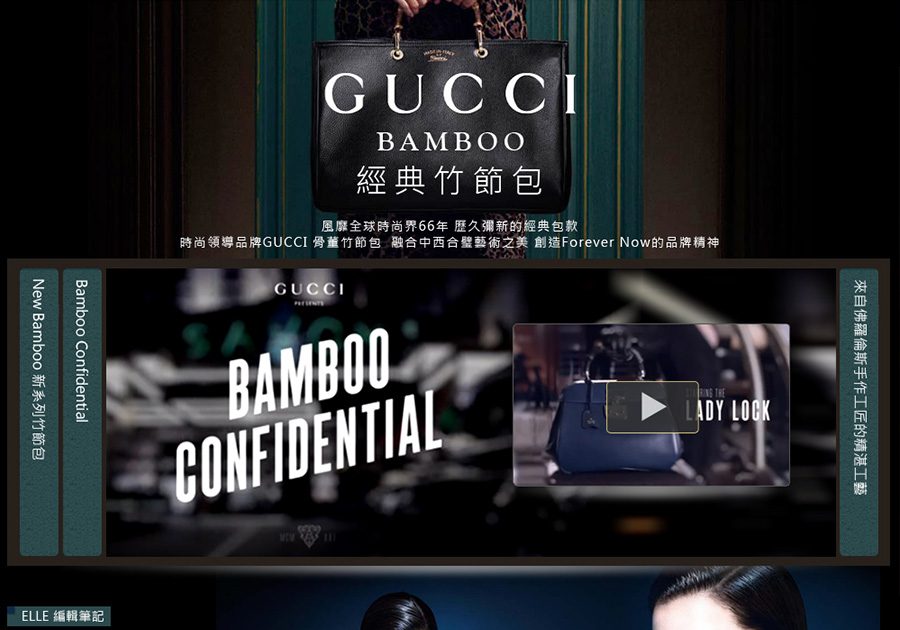 MADE IN ITALY
GUCCI
BAMBOO
經典竹節包
風靡全球時尚界66年 歷久彌新的經典包款
時尚領導品牌GUCCI 骨董竹節包 融合中西合璧藝術之美 創造Forever Now的品牌精神
New Bamboo 新系列竹節包
Bamboo Confidential
GUCCI
PRESENTS
BAMBOO
CONFIDENTIAL
STARRING THE
LADY LOCK
來自佛羅倫斯手作工匠的精湛工藝
ELLE 編輯筆記